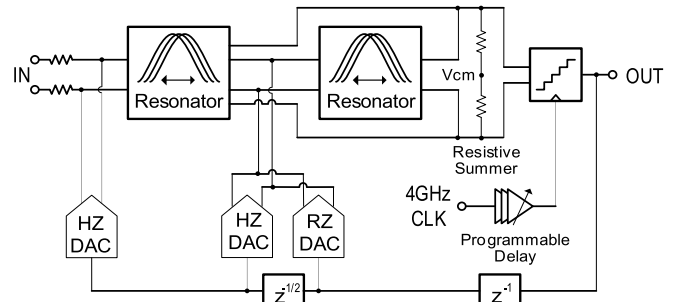 IN
Resonator
Resonator
Vcm
OUT
Resistive
Summer
4GHz
CLK
Programmable
Delay
HZ
DAC
HZ
DAC
RZ
DAC
z-1/2
z-1